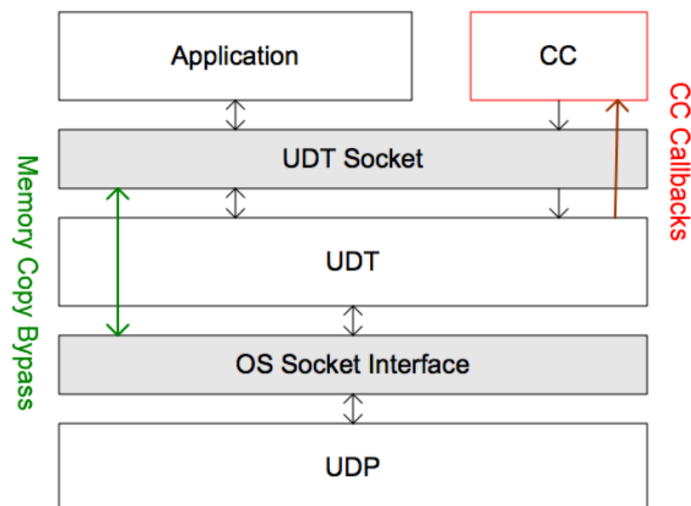 Application
CC
UDT Socket
UDT
OS Socket Interface
UDP
Memory Copy Bypass
CC Callbacks